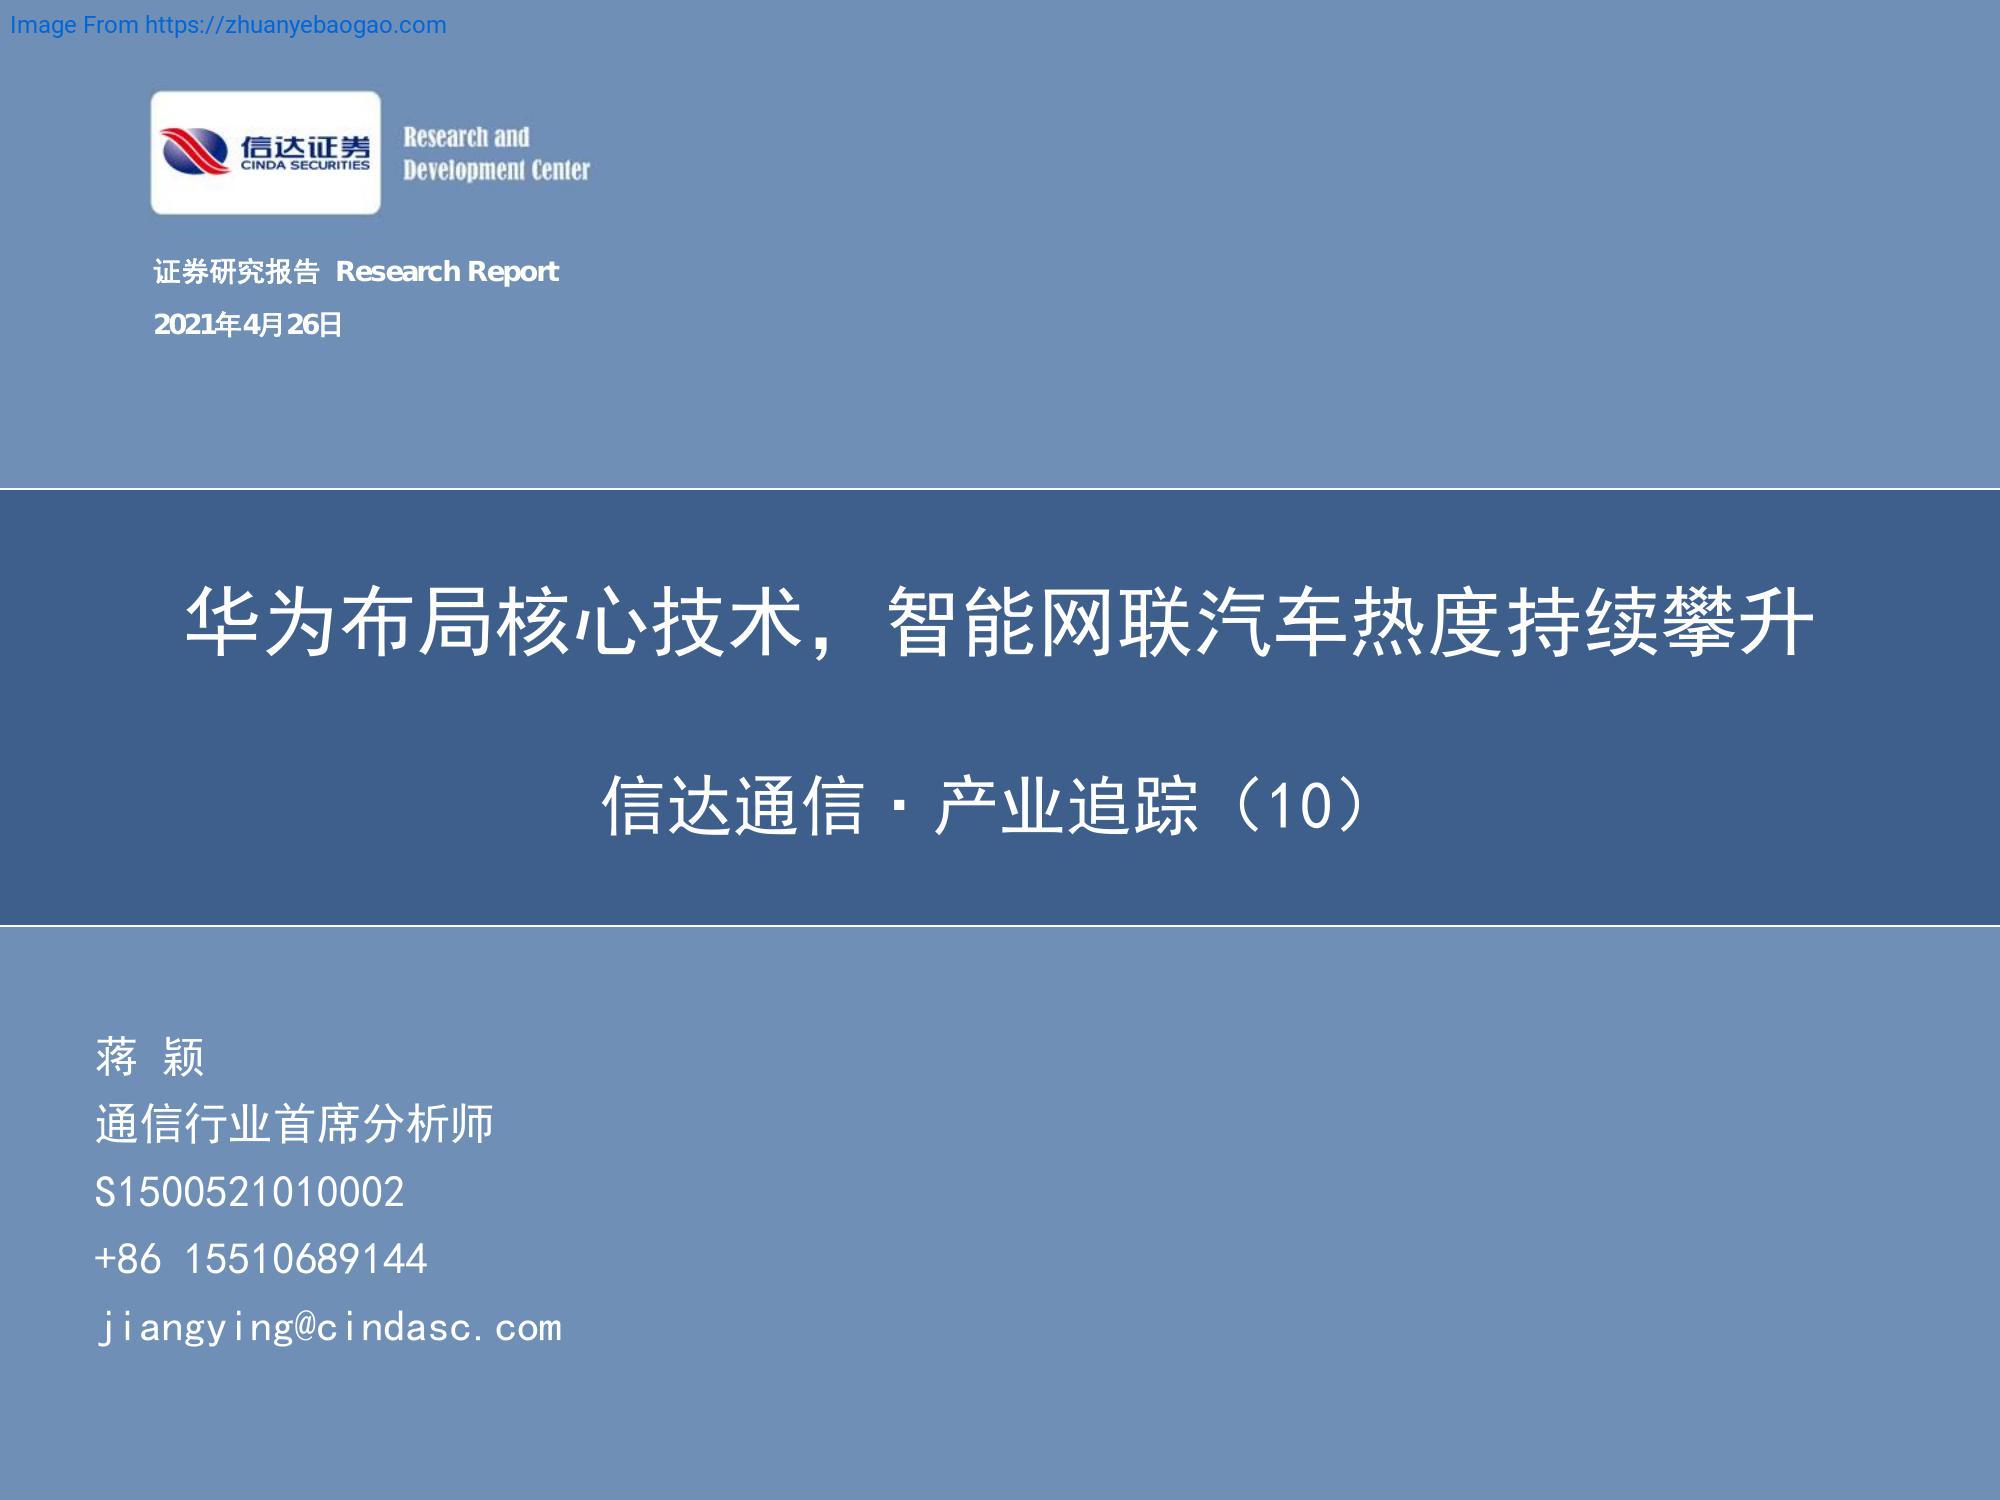 Image From https://zhuanyebaogao.com
信达证券
CINDA SECURITIES
Research and
Development Center
证券研究报告 Research Report
2021年4月26日
华为布局核心技术，智能网联汽车热度持续攀升
信达通信·产业追踪（10）
蒋 颖
通信行业首席分析师
S1500521010002
+86 15510689144
jiangying@cindasc.com